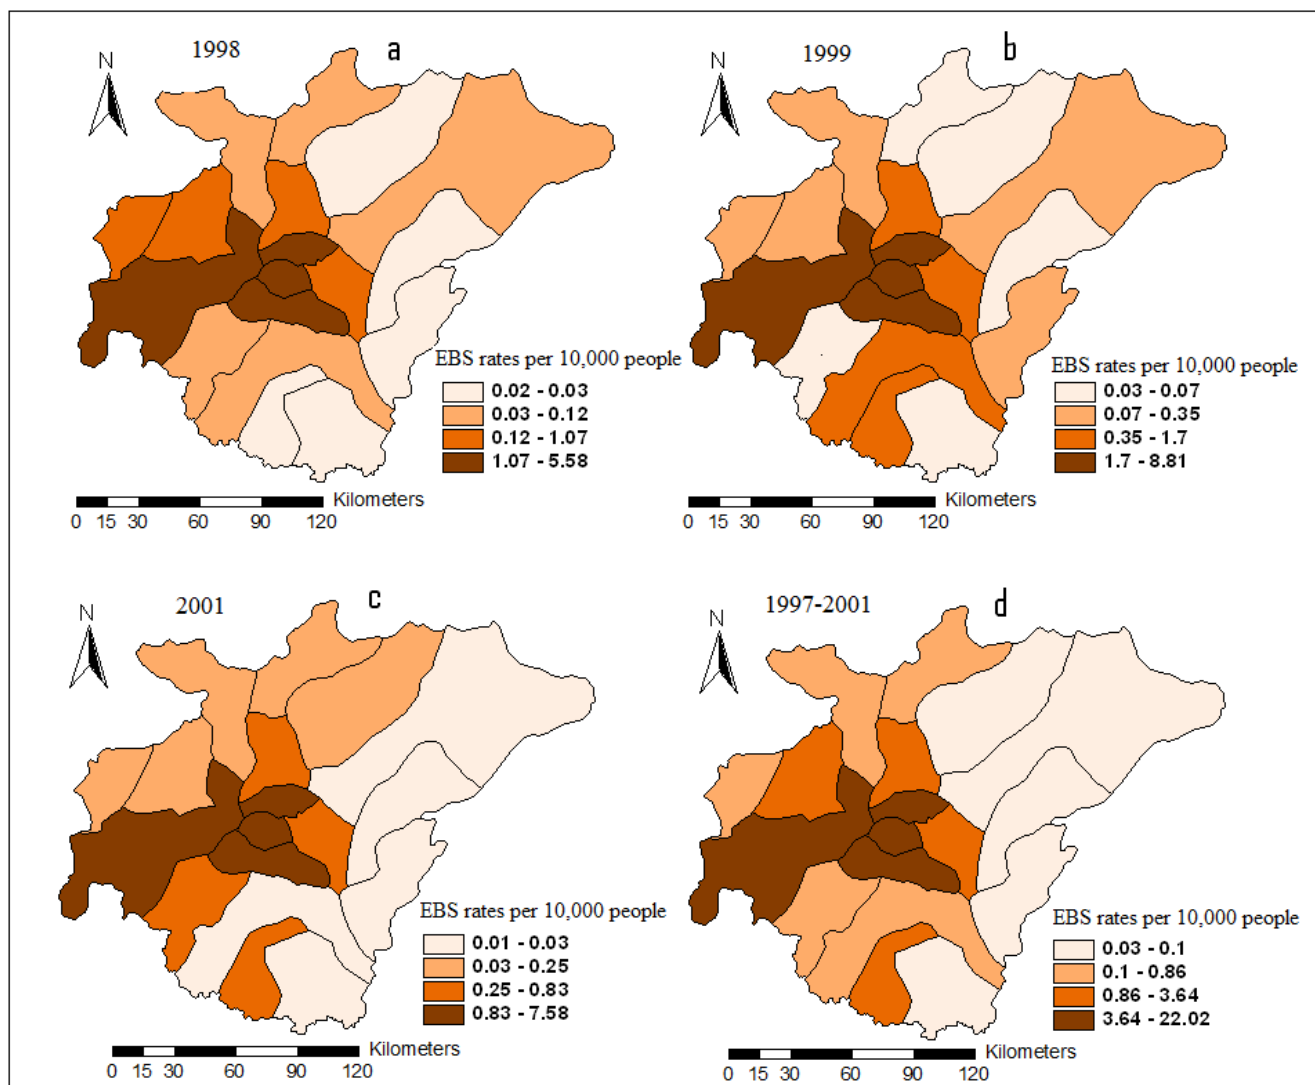 1998
a
N
EBS rates per 10,000 people
0.02 - 0.03
0.03 - 0.12
0.12 - 1.07
1.07 - 5.58
Kilometers
0 15 30 60 90 120
1999
b
N
EBS rates per 10,000 people
0.03 - 0.07
0.07 - 0.35
0.35 - 1.7
1.7 - 8.81
Kilometers
0 15 30 60 90 120
2001
c
N
EBS rates per 10,000 people
0.01 - 0.03
0.03 - 0.25
0.25 - 0.83
0.83 - 7.58
Kilometers
0 15 30 60 90 120
1997-2001
d
N
EBS rates per 10,000 people
0.03 - 0.1
0.1 - 0.86
0.86 - 3.64
3.64 - 22.02
Kilometers
0 15 30 60 90 120